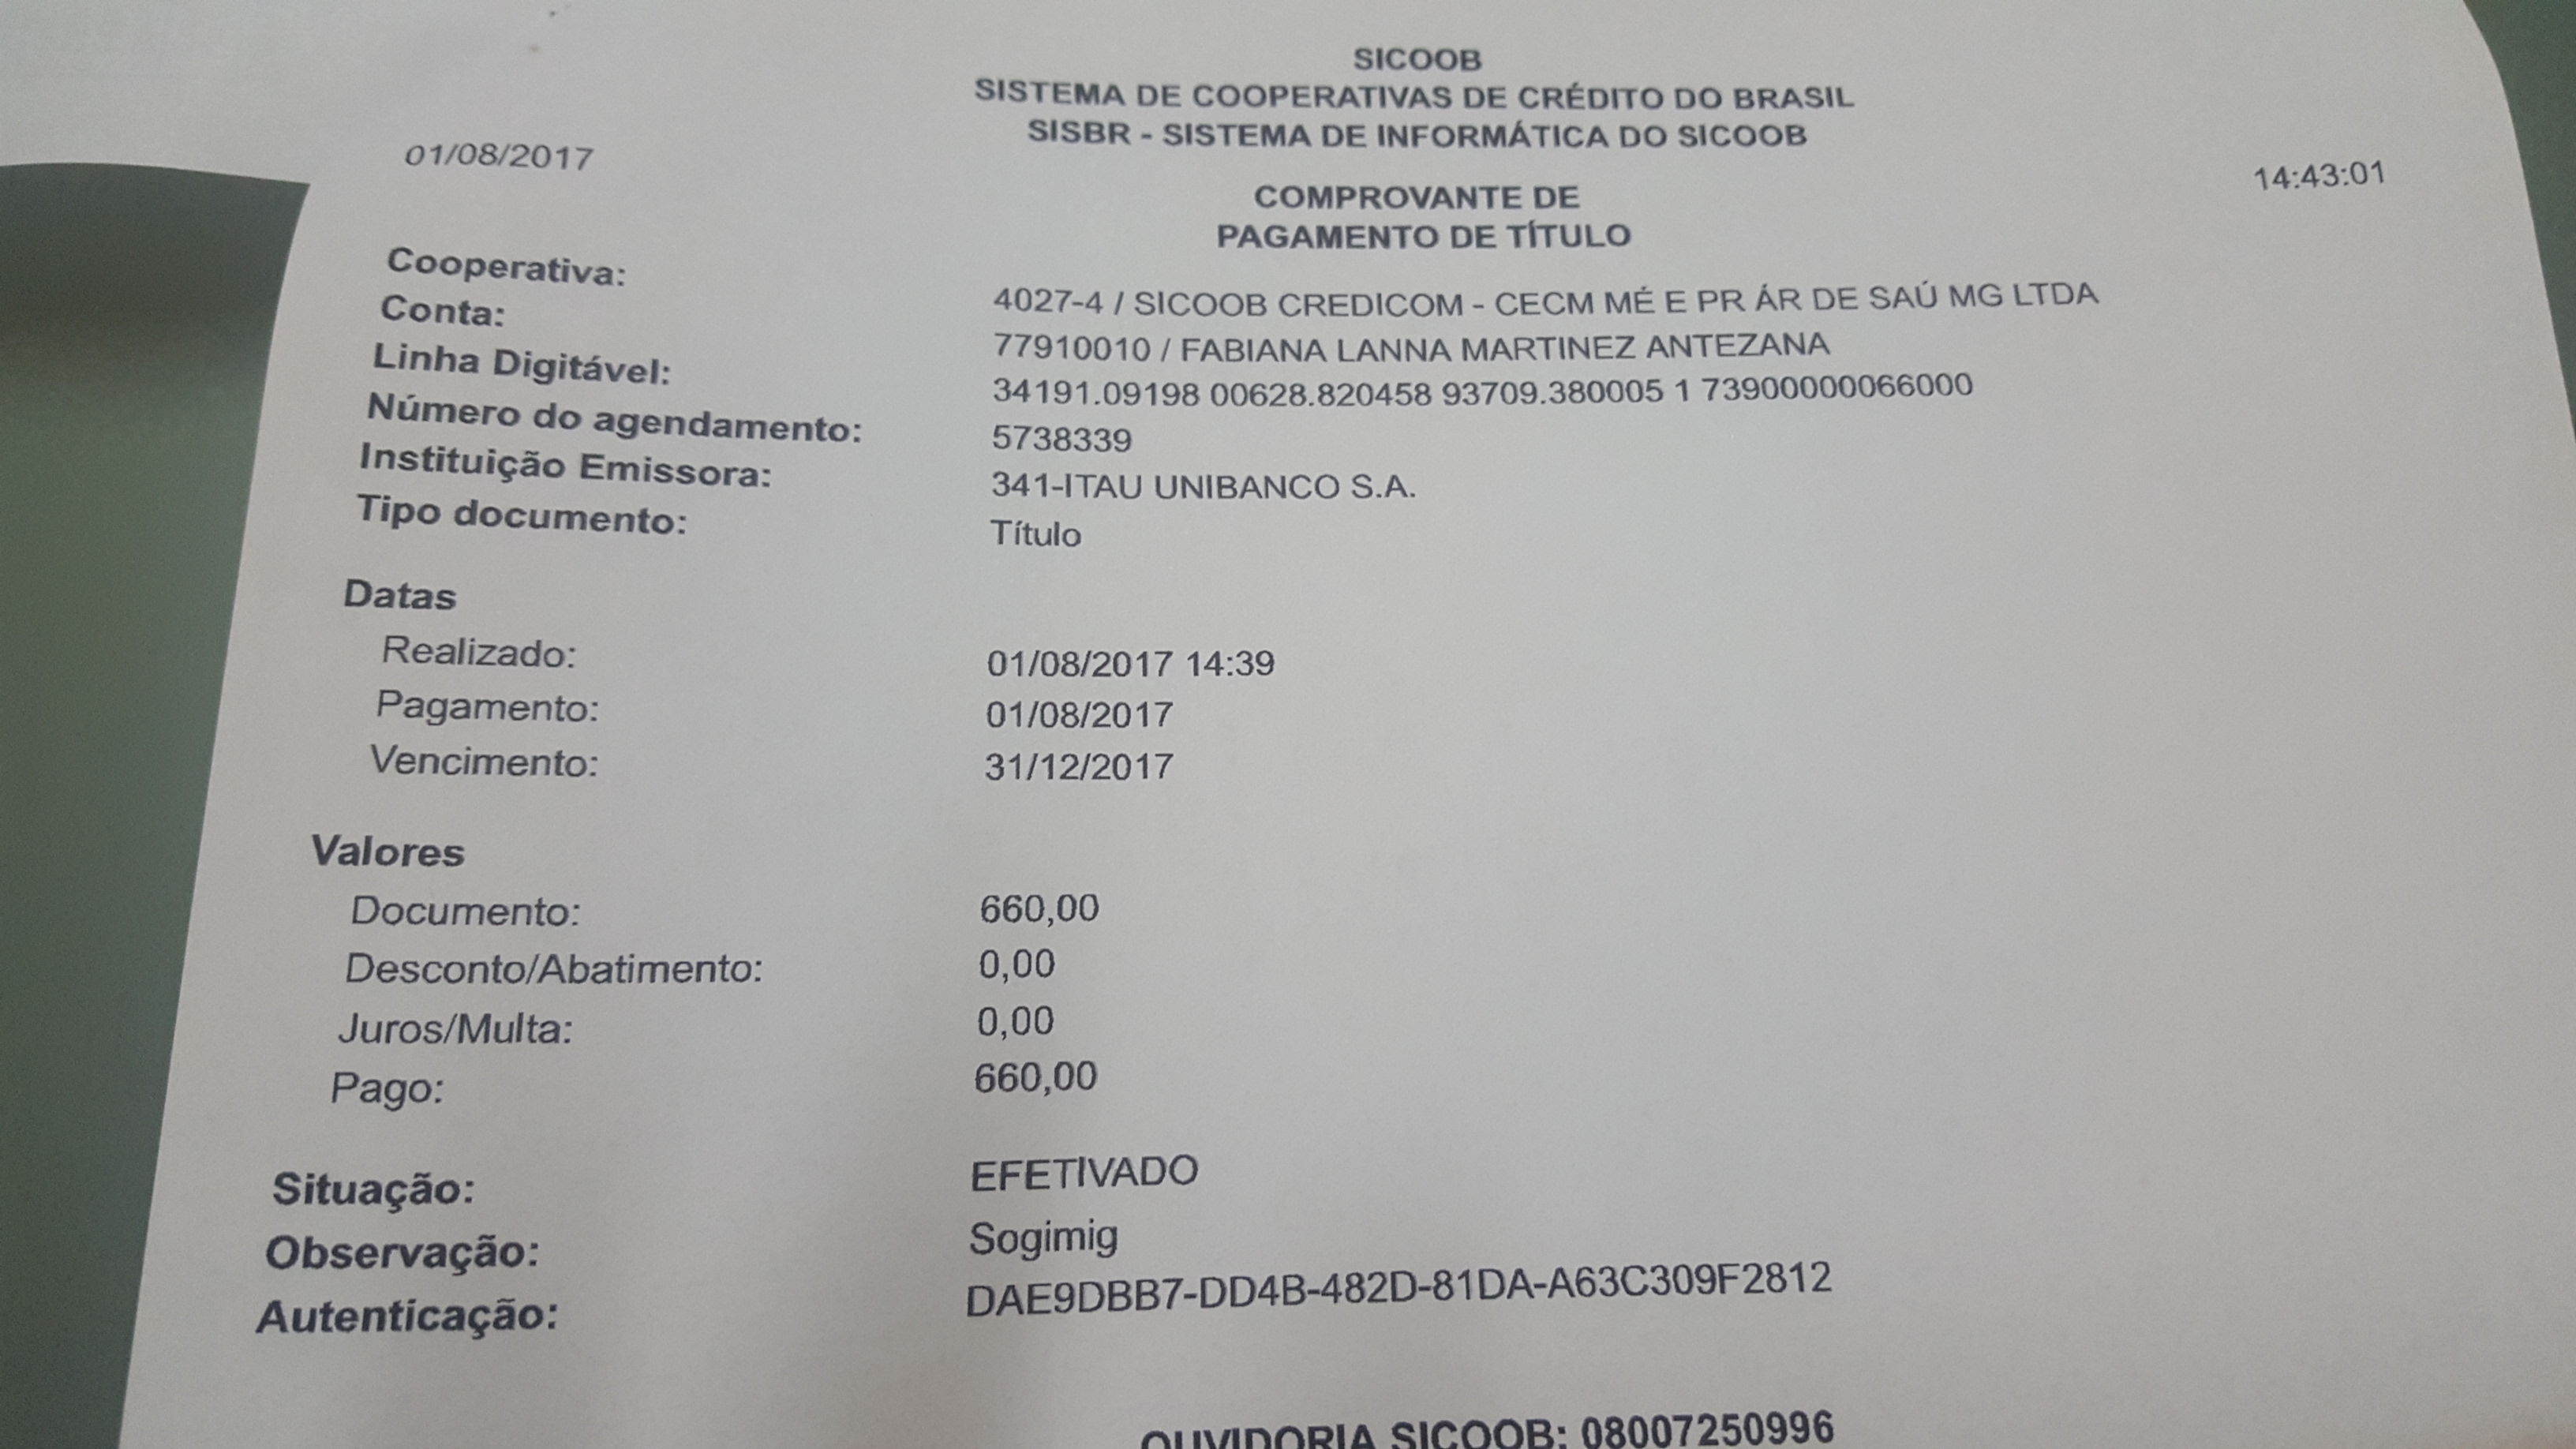 SICOOB
SISTEMA DE COOPERATIVAS DE CRÉDITO DO BRASIL
SISBR - SISTEMA DE INFORMÁTICA DO SICOOB
01/08/2017 14:43:01
COMPROVANTE DE
PAGAMENTO DE TÍTULO
Cooperativa: 4027-4 / SICOOB CREDICOM - CECM MÉ E PR ÁR DE SAÚ MG LTDA
Conta: 77910010 / FABIANA LANNA MARTINEZ ANTEZANA
Linha Digitável: 34191.09198 00628.820458 93709.380005 1 73900000066000
Número do agendamento: 5738339
Instituição Emissora: 341-ITAU UNIBANCO S.A.
Tipo documento: Título
Datas
Realizado: 01/08/2017 14:39
Pagamento: 01/08/2017
Vencimento: 31/12/2017
Valores
Documento: 660,00
Desconto/Abatimento: 0,00
Juros/Multa: 0,00
Pago: 660,00
Situação: EFETIVADO
Observação: Sogimig
Autenticação: DAE9DBB7-DD4B-482D-81DA-A63C309F2812
OUVIDORIA SICOOB: 08007250996